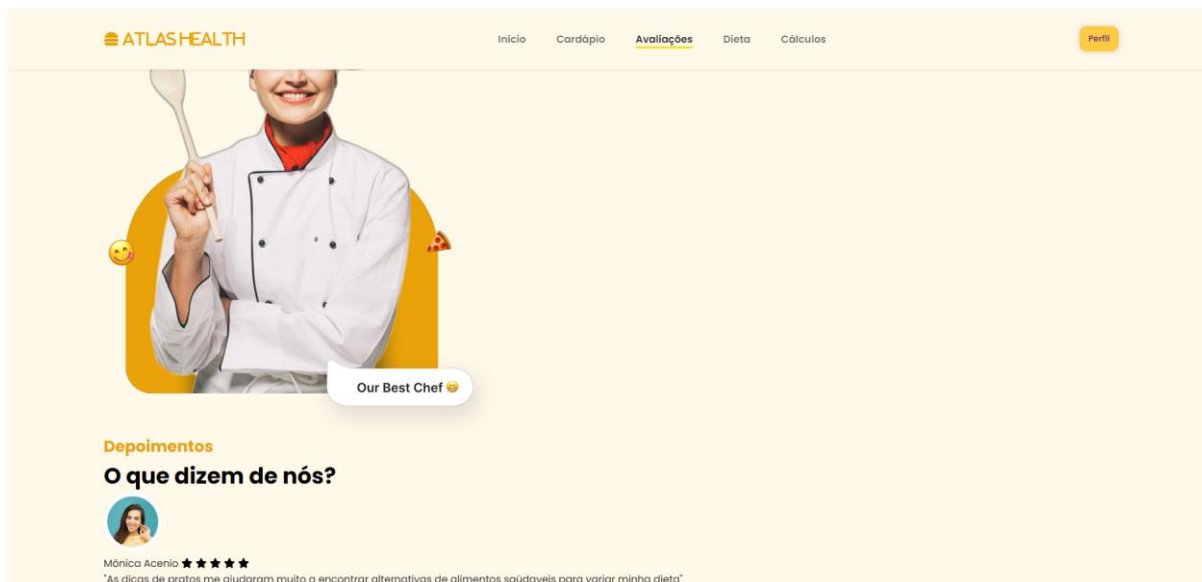 ATLAS HEALTH
Início Cardápio Avaliações Dieta Cálculos
Perfil
Our Best Chef
Depoimentos
O que dizem de nós?
Mônica Acenio
"As dicas de pratos me ajudaram muito a encontrar alternativas de alimentos saúdaveis para variar minha dieta"